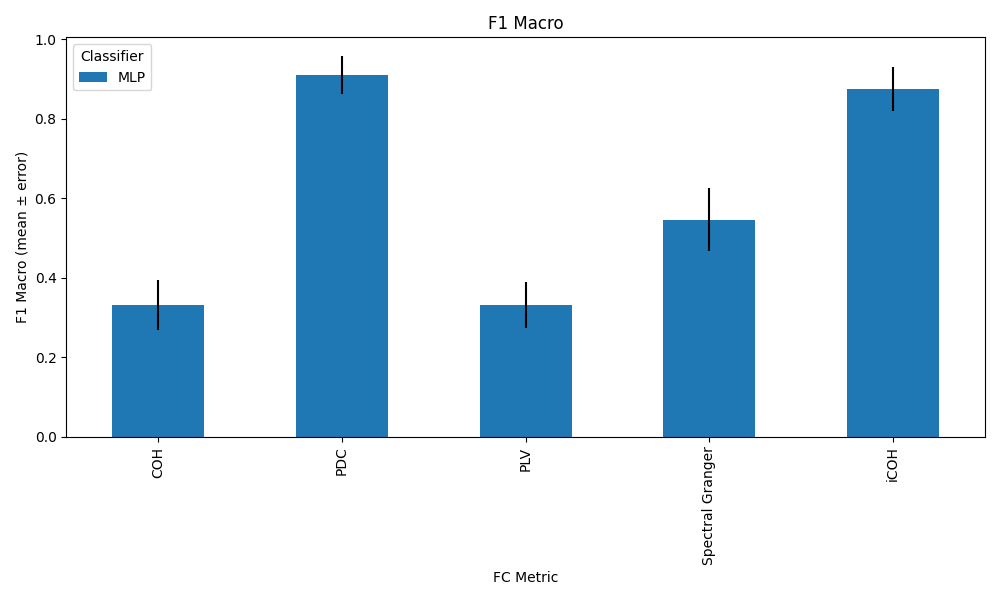 F1 Macro
Classifier
MLP
F1 Macro (mean ± error)
1.0
0.8
0.6
0.4
0.2
0.0
COH
PDC
PLV
Spectral Granger
iCOH
FC Metric